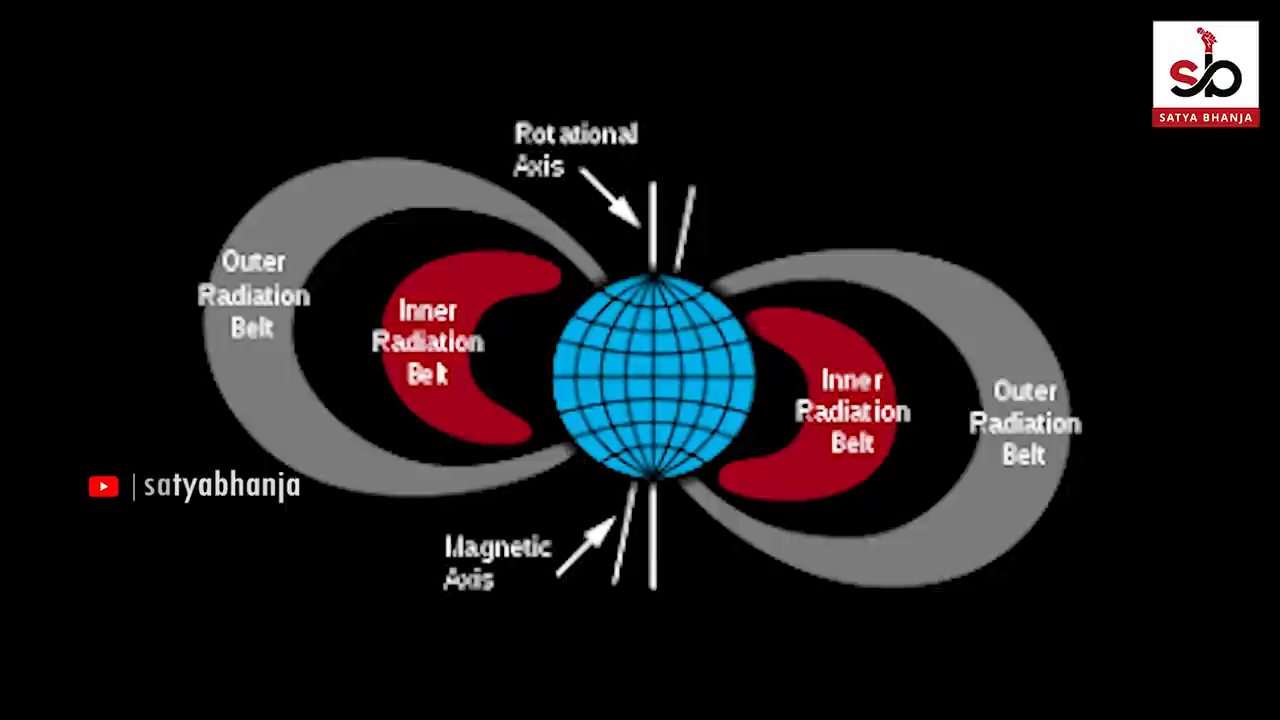 sb
SATYA BHANJA
Rotational
Axis
Outer
Radiation
Belt
Inner
Radiation
Belt
Inner
Radiation
Belt
Outer
Radiation
Belt
| satyabhanja
Magnetic
Axis